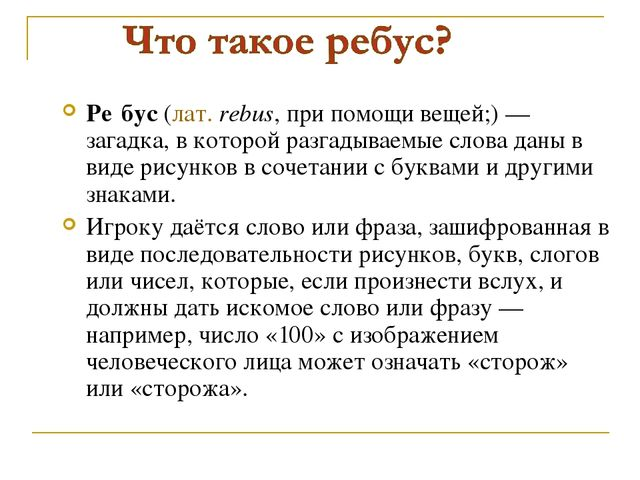 Что такое ребус?
Ре бус (лат. rebus, при помощи вещей;) —
загадка, в которой разгадываемые слова даны в
виде рисунков в сочетании с буквами и другими
знаками.
Игроку даётся слово или фраза, зашифрованная в
виде последовательности рисунков, букв, слогов
или чисел, которые, если произнести вслух, и
должны дать искомое слово или фразу —
например, число «100» с изображением
человеческого лица может означать «сторож»
или «сторожа».